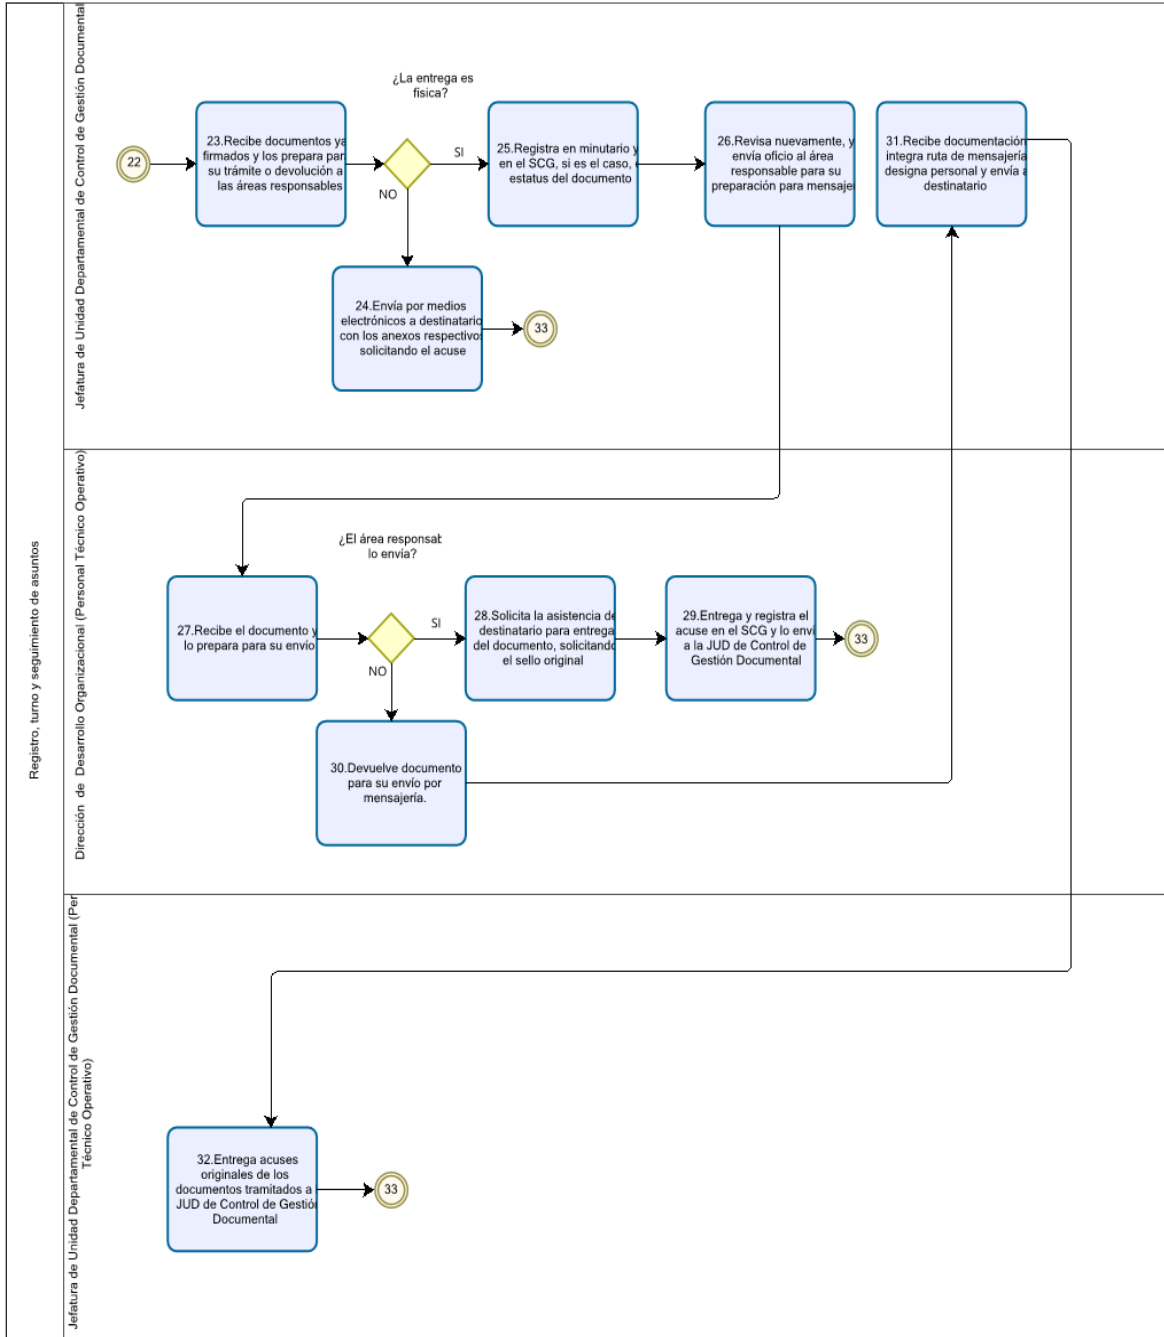 Registro, turno y seguimiento de asuntos
Jefatura de Unidad Departamental de Control de Gestión Documental
¿La entrega es
física?
22
23.Recibe documentos ya
firmados y los prepara par
su trámite o devolución a
las áreas responsables
SI
NO
25.Registra en minutario y
en el SCG, si es el caso,
estatus del documento
26.Revisa nuevamente, y
envía oficio al área
responsable para su
preparación para mensaje
31.Recibe documentación
integra ruta de mensajería
designa personal y envía a
destinatario
24.Envía por medios
electrónicos a destinatario
con los anexos respectivo
solicitando el acuse
33
Dirección de Desarrollo Organizacional (Personal Técnico Operativo)
¿El área responsab
lo envía?
27.Recibe el documento y
lo prepara para su envío
SI
NO
28.Solicita la asistencia de
destinatario para entrega
del documento, solicitando
el sello original
29.Entrega y registra el
acuse en el SCG y lo enví
a la JUD de Control de
Gestión Documental
33
30.Devuelve documento
para su envío por
mensajería.
Jefatura de Unidad Departamental de Control de Gestión Documental (Per
Técnico Operativo)
32.Entrega acuses
originales de los
documentos tramitados a
JUD de Control de Gestión
Documental
33